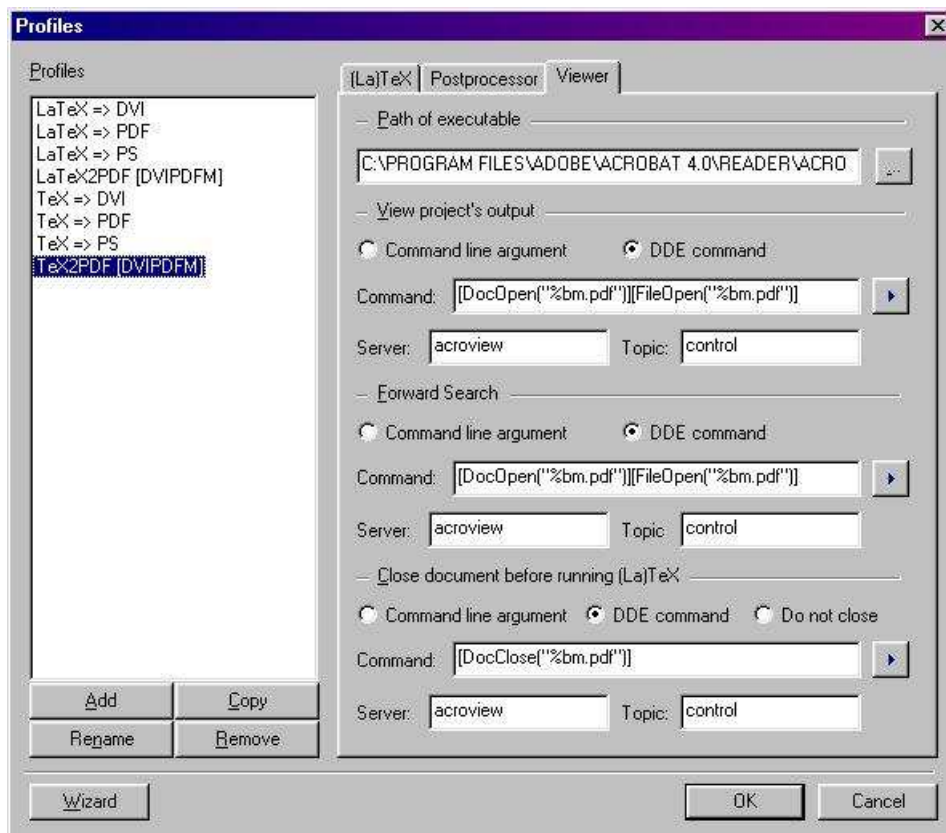 Profiles
Profiles
LaTeX => DVI
LaTeX => PDF
LaTeX => PS
LaTeX2PDF [DVIPDFM]
TeX => DVI
TeX => PDF
TeX => PS
TeX2PDF [DVIPDFM]
Add Copy
Rename Remove
(La)TeX Postprocessor Viewer
Path of executable
C:\PROGRAM FILES\ADOBE\ACROBAT 4.0\READER\ACRO ...
View project's output
Command line argument DDE command
Command: [DocOpen("%bm.pdf")][FileOpen("%bm.pdf")]
Server: acroview Topic: control
Forward Search
Command line argument DDE command
Command: [DocOpen("%bm.pdf")][FileOpen("%bm.pdf")]
Server: acroview Topic control
Close document before running (La)TeX
Command line argument DDE command Do not close
Command: [DocClose("%bm.pdf")]
Server: acroview Topic: control
Wizard OK Cancel